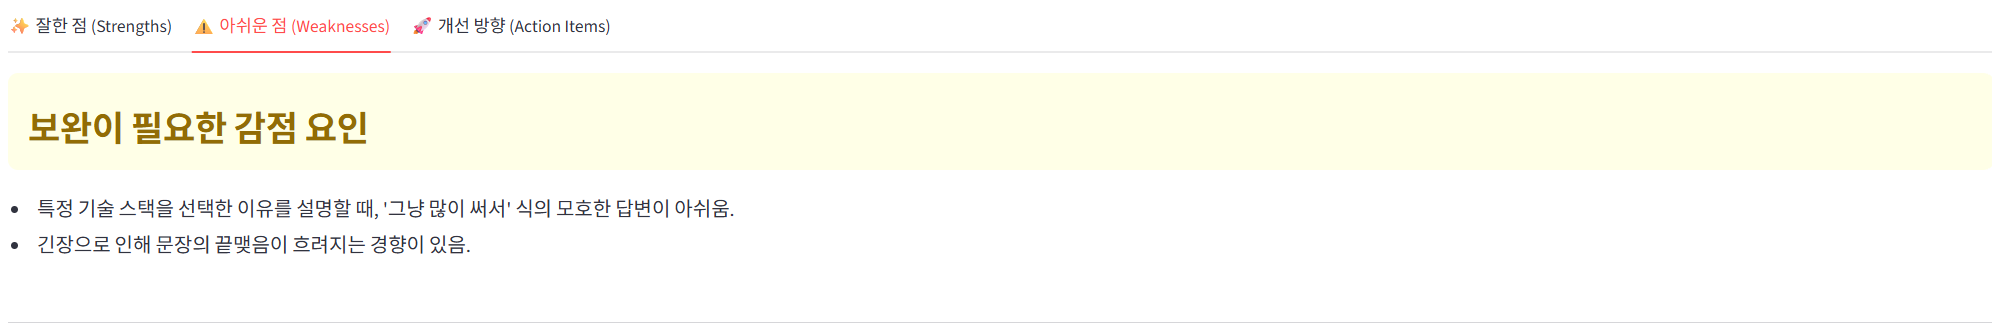 ✨ 잘한 점 (Strengths) ⚠️ 아쉬운 점 (Weaknesses) 🚀 개선 방향 (Action Items)
보완이 필요한 감점 요인
• 특정 기술 스택을 선택한 이유를 설명할 때, '그냥 많이 써서' 식의 모호한 답변이 아쉬움.
• 긴장으로 인해 문장의 끝맺음이 흐려지는 경향이 있음.